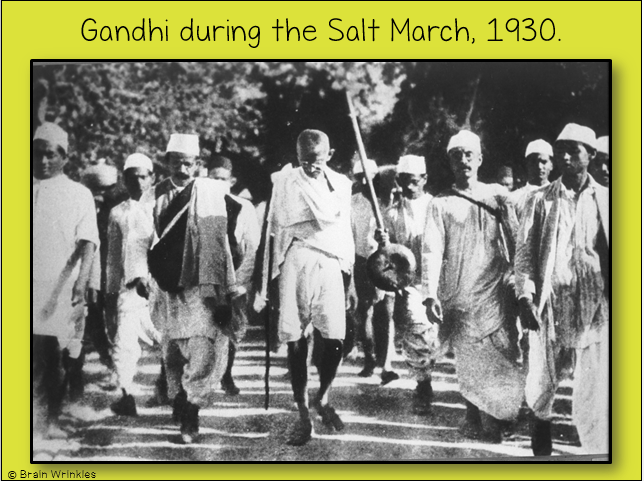 Gandhi during the Salt March, 1930.
© Brain Wrinkles